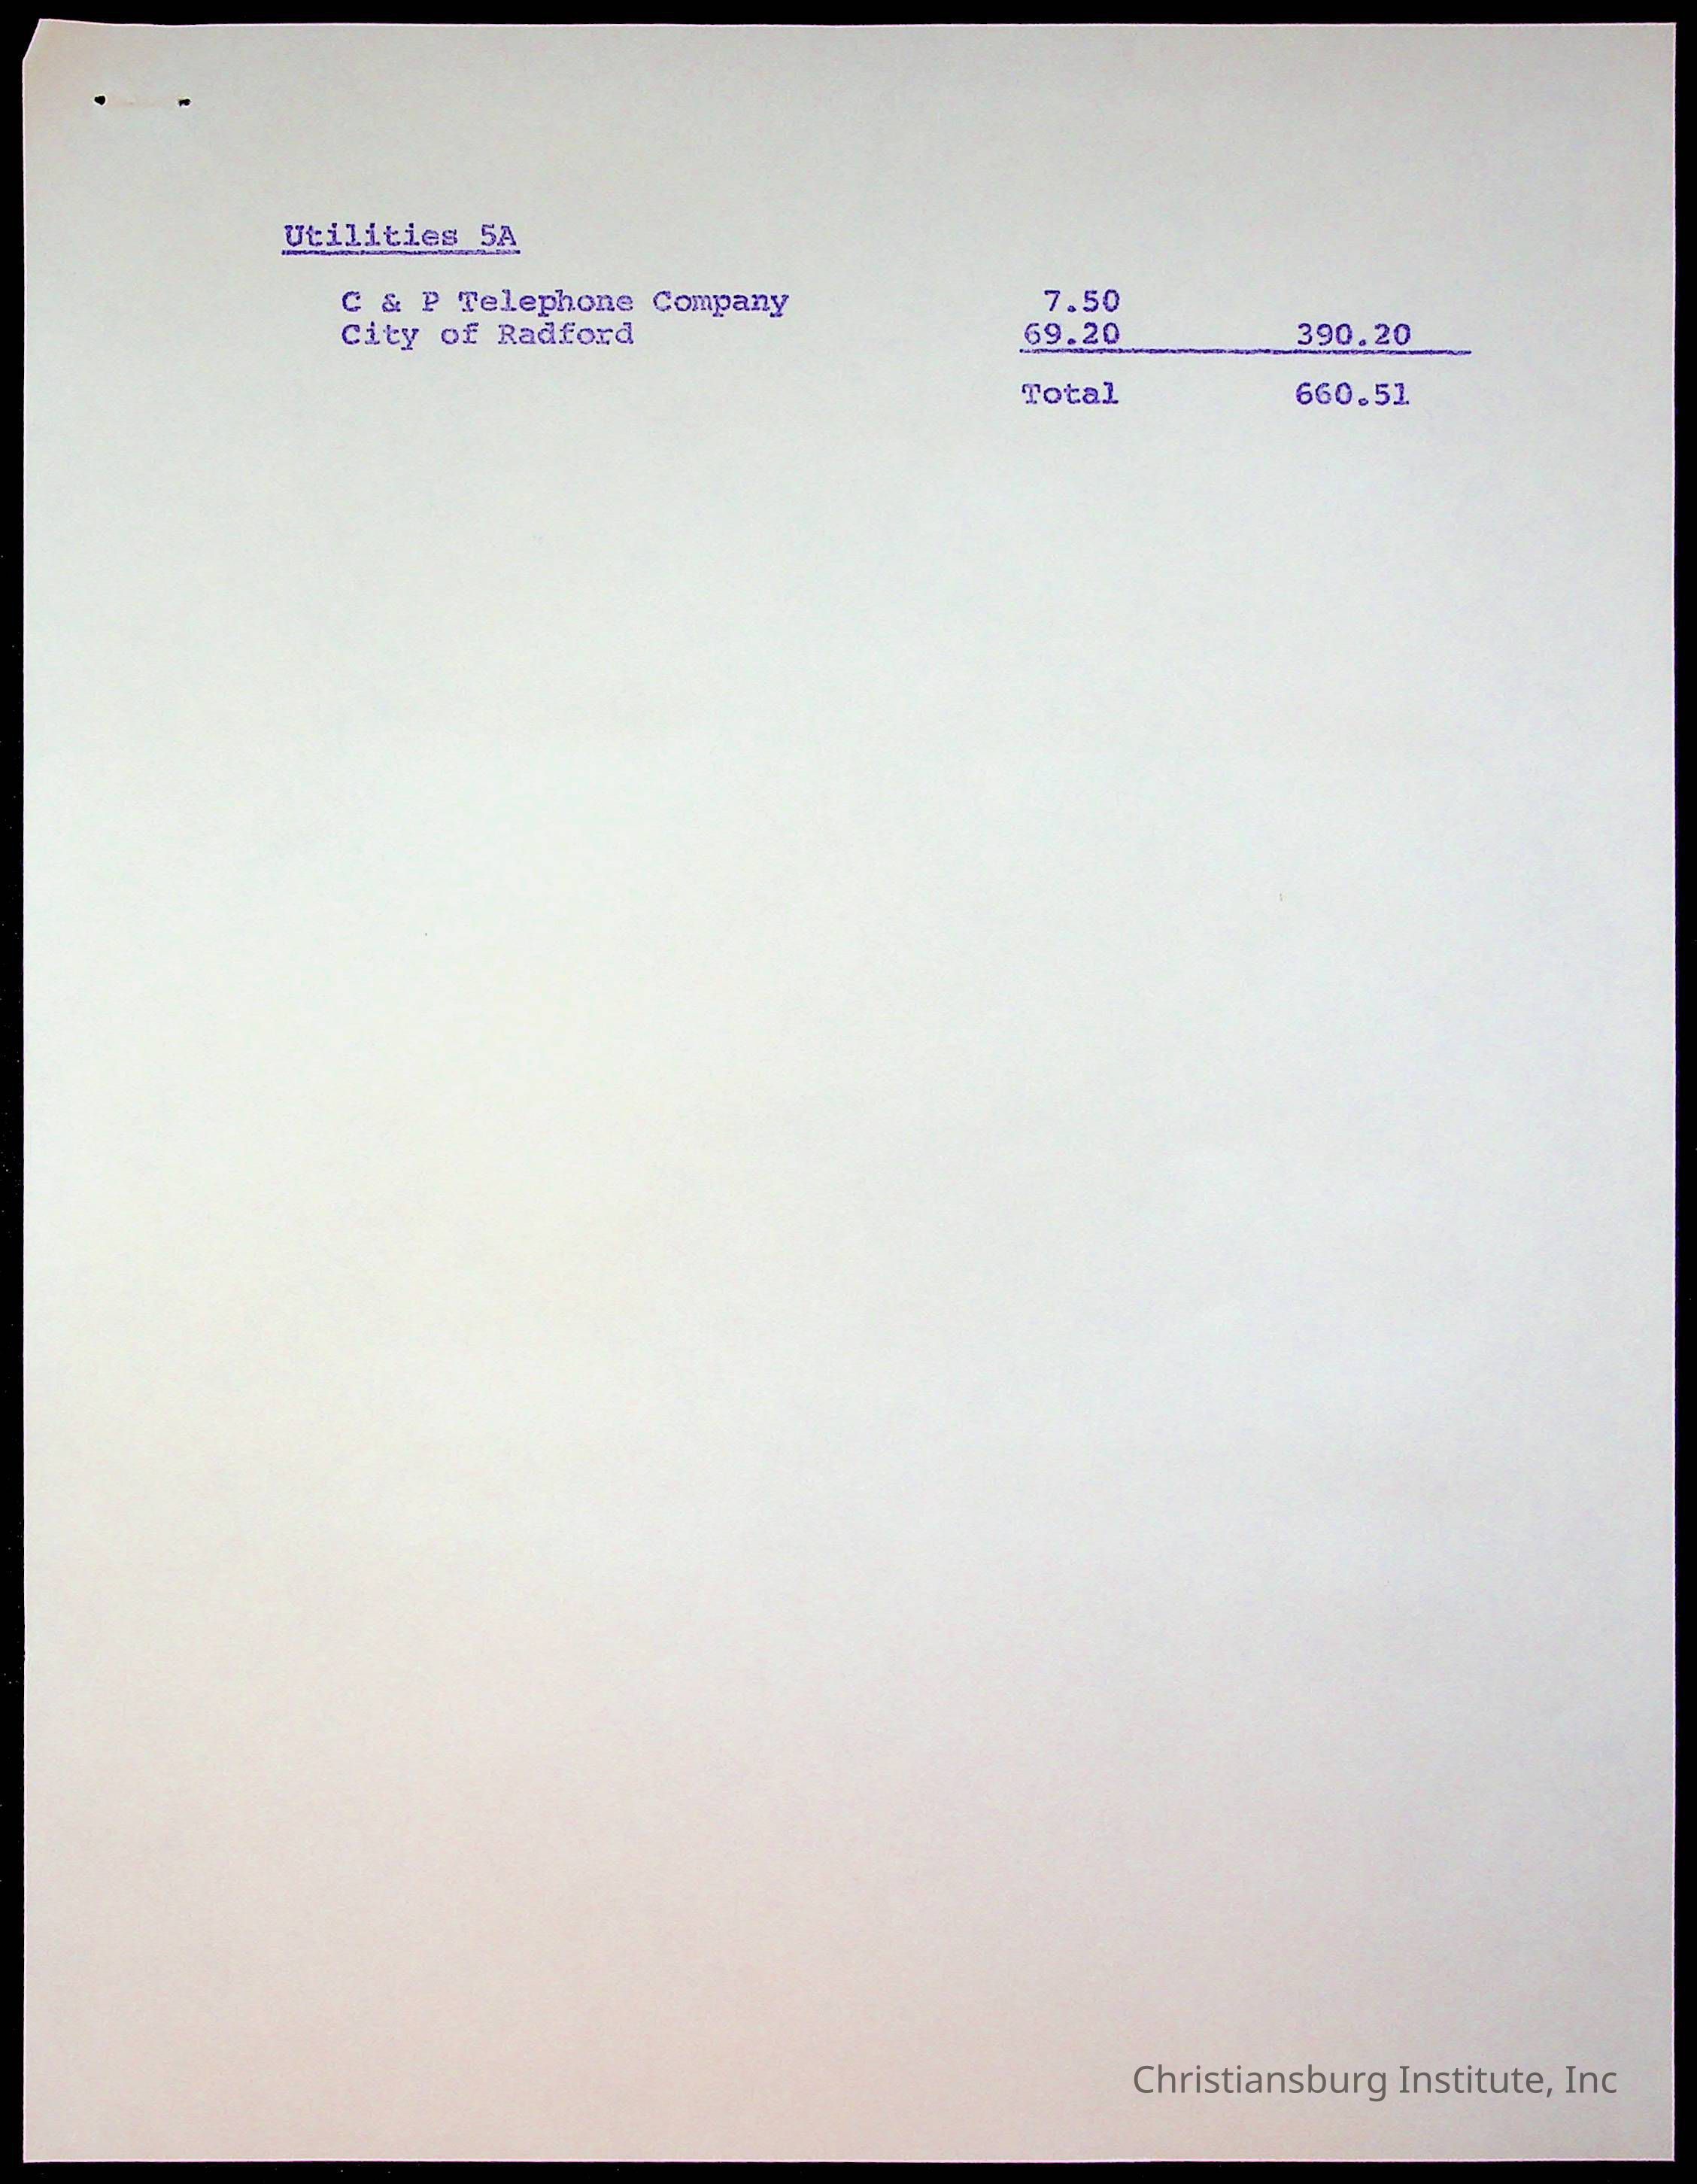 Utilities 5A
C & P Telephone Company 7.50
City of Radford 69.20 390.20
Total 660.51
Christiansburg Institute, Inc